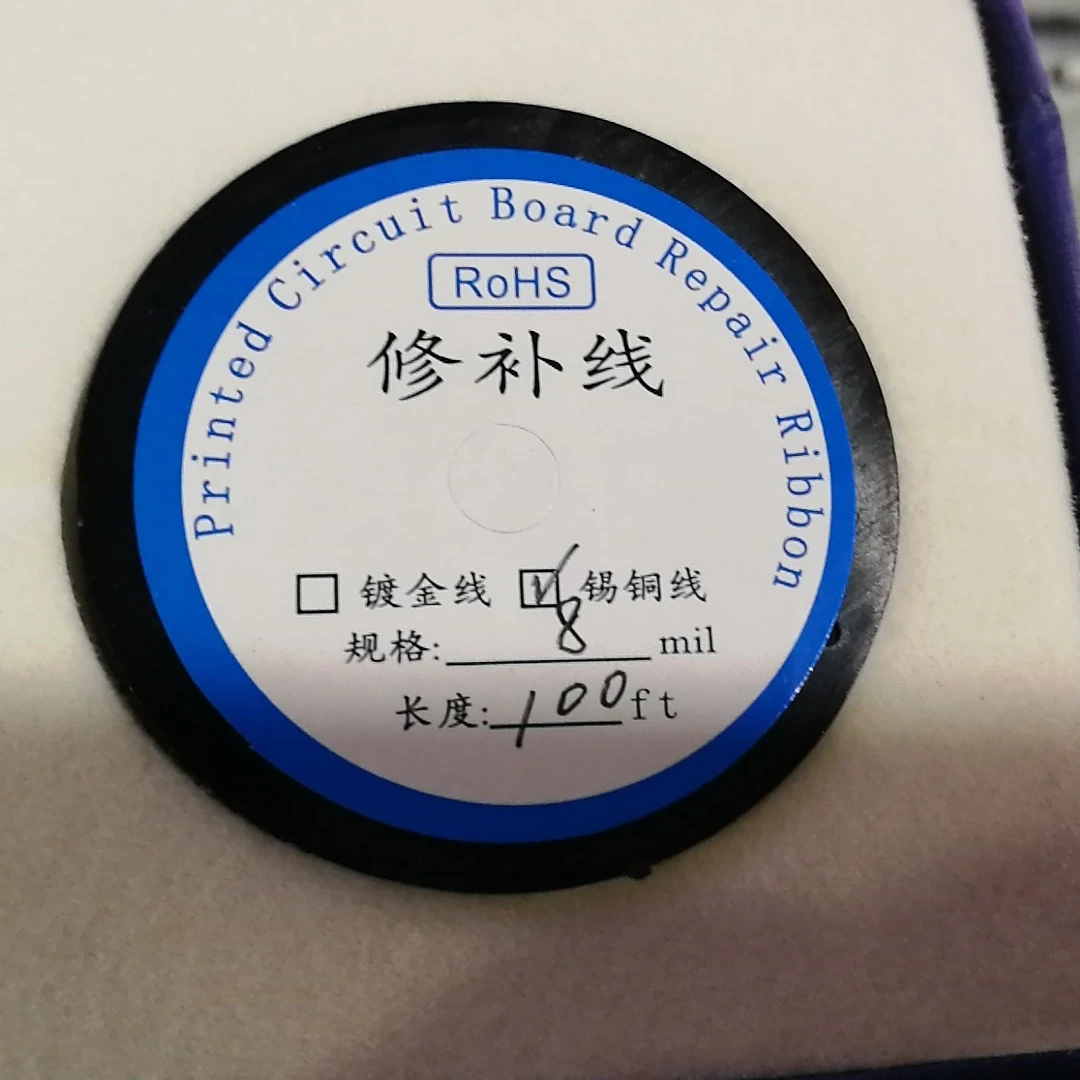 Printed Circuit Board Repair Ribbon
RoHS
修补线
□ 镀金线 ☑ 锡铜线
规格: 8 mil
长度: 100 ft